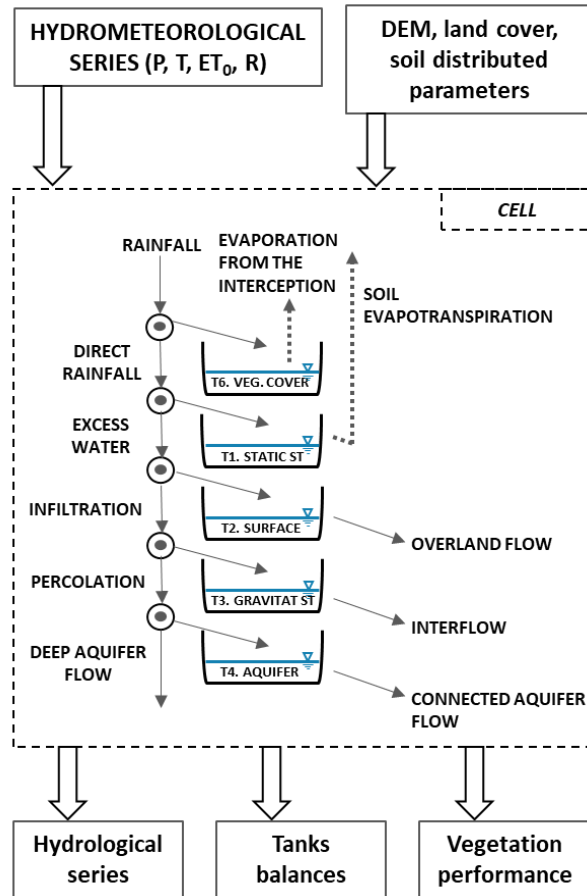 HYDROMETEOROLOGICAL
SERIES (P, T, ET₀, R)
DEM, land cover,
soil distributed
parameters
CELL
RAINFALL
EVAPORATION
FROM THE
INTERCEPTION
SOIL
EVAPOTRANSPIRATION
DIRECT
RAINFALL
T6. VEG. COVER
EXCESS
WATER
T1. STATIC ST
INFILTRATION
T2. SURFACE
OVERLAND FLOW
PERCOLATION
T3. GRAVITAT ST
INTERFLOW
DEEP AQUIFER
FLOW
T4. AQUIFER
CONNECTED AQUIFER
FLOW
Hydrological
series
Tanks
balances
Vegetation
performance